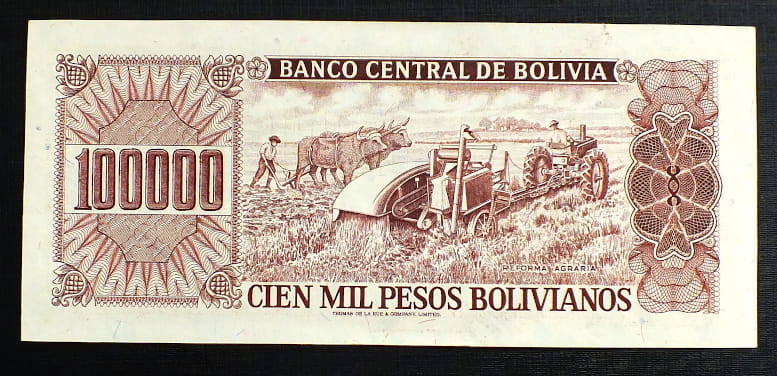 BANCO CENTRAL DE BOLIVIA
100000
REFORMA AGRARIA
CIEN MIL PESOS BOLIVIANOS
THOMAS DE LA RUE & COMPANY, LIMITED.